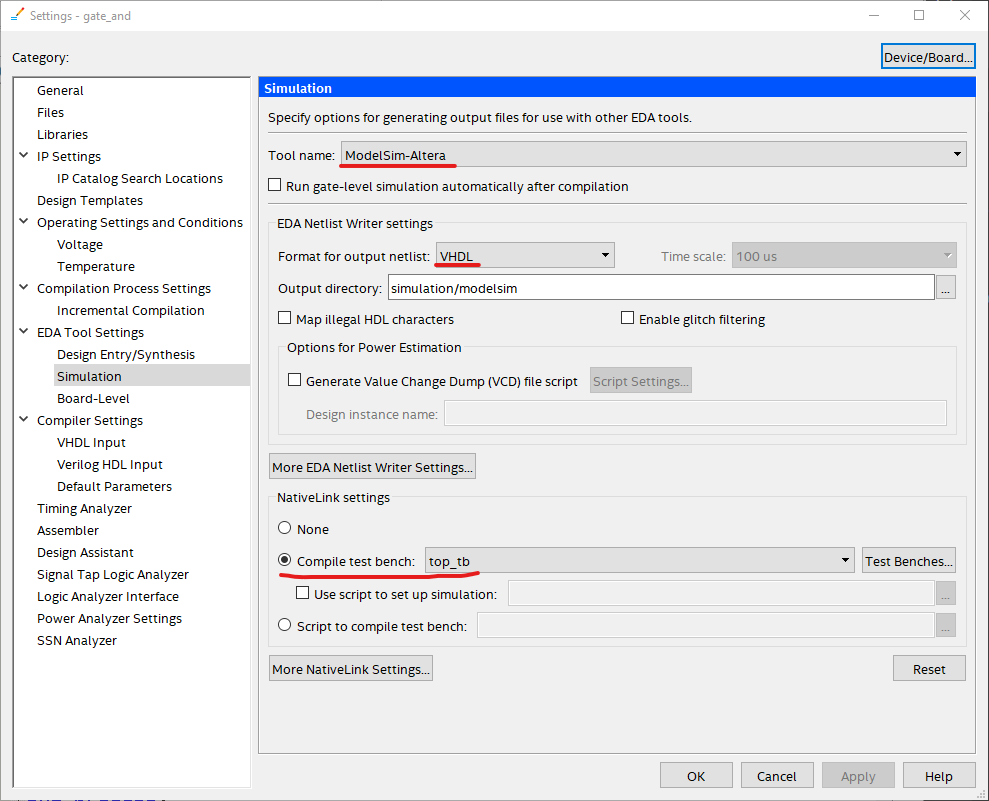 Settings - gate_and
Category:
Device/Board...
General
Files
Libraries
IP Settings
IP Catalog Search Locations
Design Templates
Operating Settings and Conditions
Voltage
Temperature
Compilation Process Settings
Incremental Compilation
EDA Tool Settings
Design Entry/Synthesis
Simulation
Board-Level
Compiler Settings
VHDL Input
Verilog HDL Input
Default Parameters
Timing Analyzer
Assembler
Design Assistant
Signal Tap Logic Analyzer
Logic Analyzer Interface
Power Analyzer Settings
SSN Analyzer
Simulation
Specify options for generating output files for use with other EDA tools.
Tool name: ModelSim-Altera
Run gate-level simulation automatically after compilation
EDA Netlist Writer settings
Format for output netlist: VHDL Time scale: 100 us
Output directory: simulation/modelsim ...
Map illegal HDL characters Enable glitch filtering
Options for Power Estimation
Generate Value Change Dump (VCD) file script Script Settings...
Design instance name:
More EDA Netlist Writer Settings...
NativeLink settings
None
Compile test bench: top_tb Test Benches...
Use script to set up simulation: ...
Script to compile test bench: ...
More NativeLink Settings... Reset
OK Cancel Apply Help